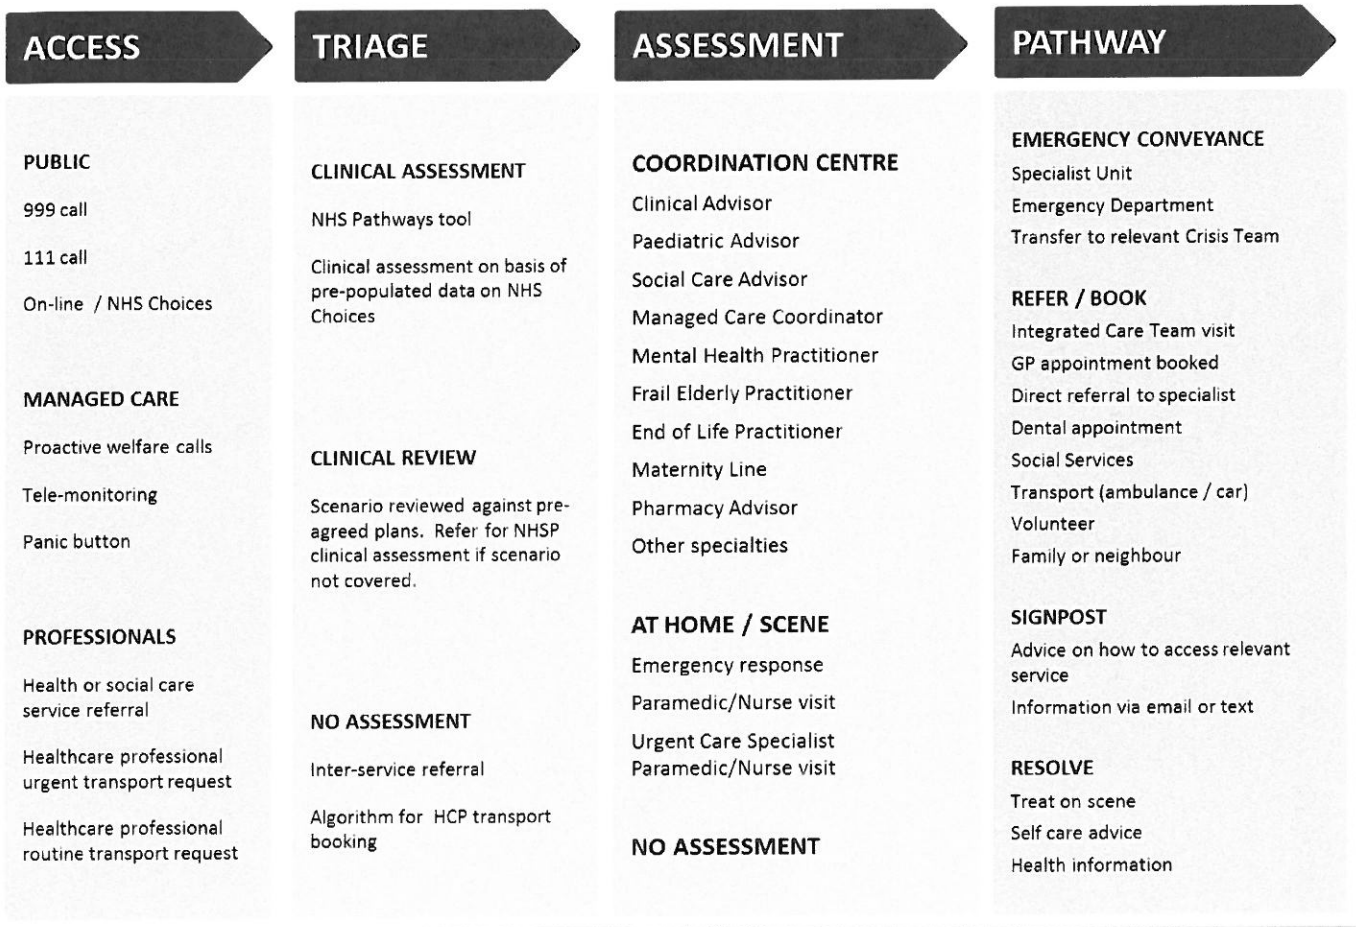 ACCESS
PUBLIC
999 call
111 call
On-line / NHS Choices
MANAGED CARE
Proactive welfare calls
Tele-monitoring
Panic button
PROFESSIONALS
Health or social care
service referral
Healthcare professional
urgent transport request
Healthcare professional
routine transport request
TRIAGE
CLINICAL ASSESSMENT
NHS Pathways tool
Clinical assessment on basis of
pre-populated data on NHS
Choices
CLINICAL REVIEW
Scenario reviewed against pre-
agreed plans. Refer for NHSP
clinical assessment if scenario
not covered.
NO ASSESSMENT
Inter-service referral
Algorithm for HCP transport
booking
ASSESSMENT
COORDINATION CENTRE
Clinical Advisor
Paediatric Advisor
Social Care Advisor
Managed Care Coordinator
Mental Health Practitioner
Frail Elderly Practitioner
End of Life Practitioner
Maternity Line
Pharmacy Advisor
Other specialties
AT HOME / SCENE
Emergency response
Paramedic/Nurse visit
Urgent Care Specialist
Paramedic/Nurse visit
NO ASSESSMENT
PATHWAY
EMERGENCY CONVEYANCE
Specialist Unit
Emergency Department
Transfer to relevant Crisis Team
REFER / BOOK
Integrated Care Team visit
GP appointment booked
Direct referral to specialist
Dental appointment
Social Services
Transport (ambulance / car)
Volunteer
Family or neighbour
SIGNPOST
Advice on how to access relevant
service
Information via email or text
RESOLVE
Treat on scene
Self care advice
Health information